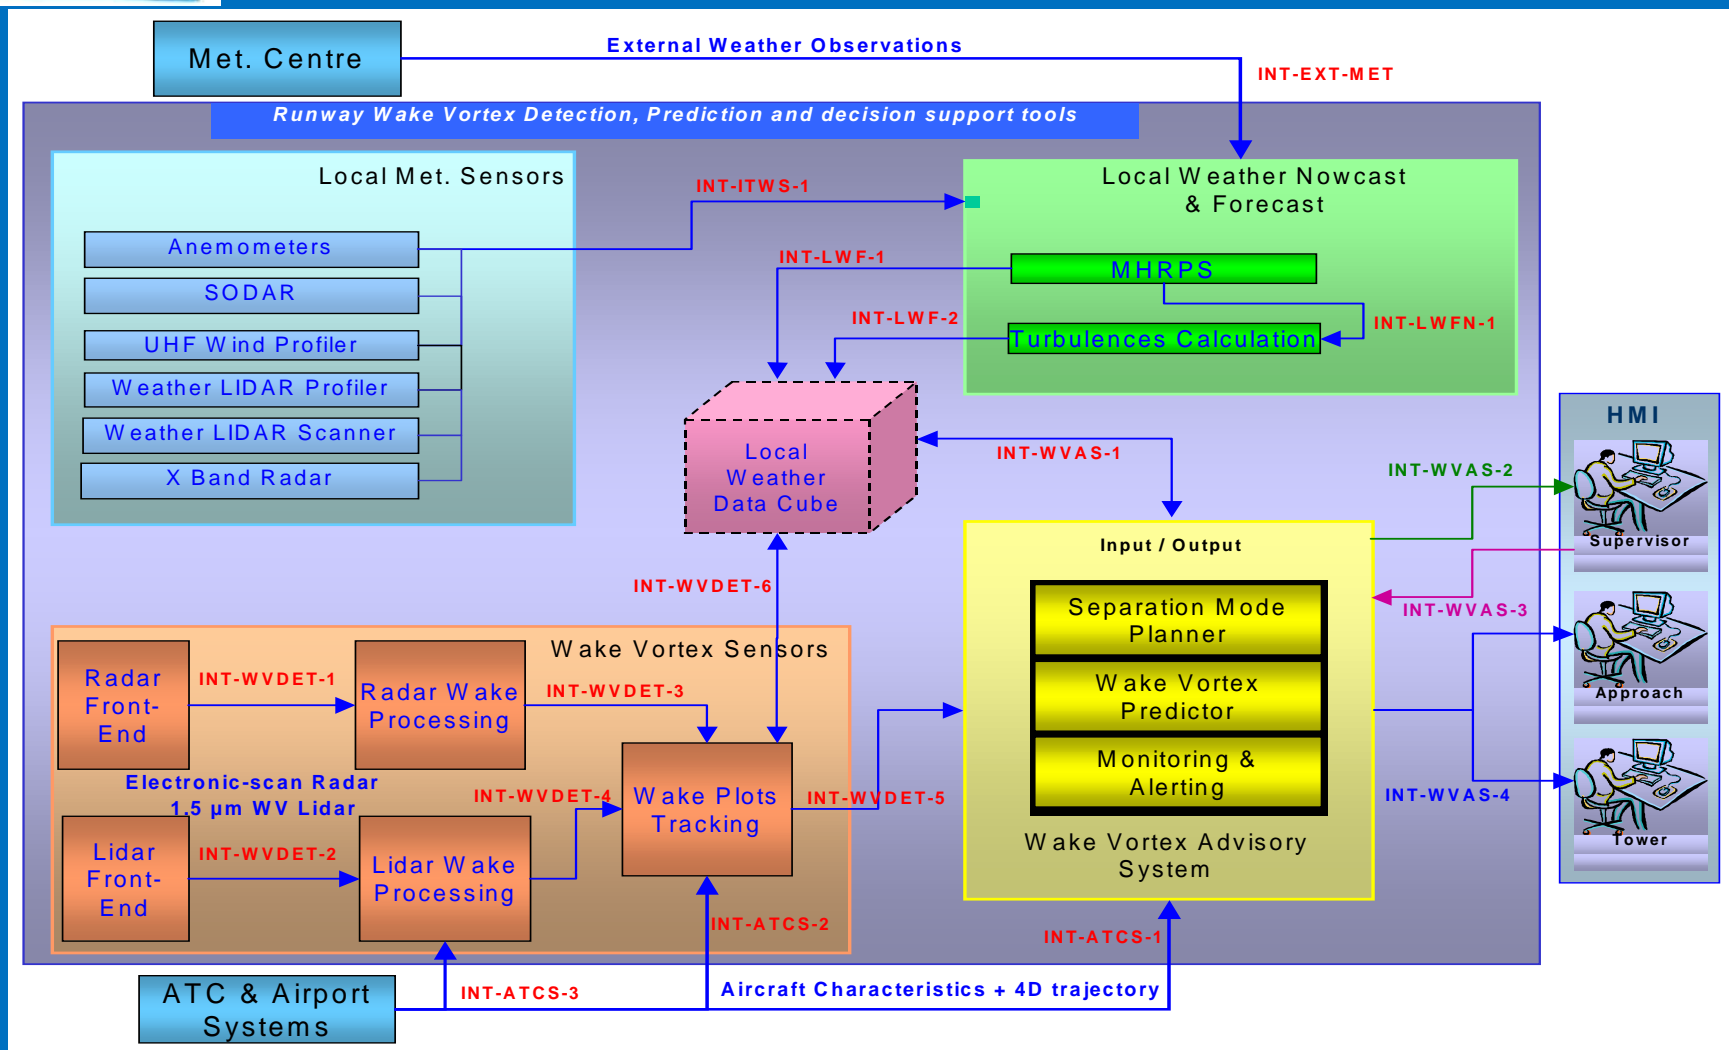 Met. Centre
External Weather Observations
INT-EXT-MET
Runway Wake Vortex Detection, Prediction and decision support tools
Local Met. Sensors
Anemometers
SODAR
UHF Wind Profiler
Weather LIDAR Profiler
Weather LIDAR Scanner
X Band Radar
INT-ITWS-1
Local Weather Nowcast
& Forecast
MHRPS
Turbulences Calculation
INT-LWF-1
INT-LWF-2
INT-LWFN-1
Local
Weather
Data Cube
INT-WVAS-1
INT-WVDET-6
HMI
INT-WVAS-2
Supervisor
INT-WVAS-3
Approach
INT-WVAS-4
Tower
Input / Output
Separation Mode
Planner
Wake Vortex
Predictor
Monitoring &
Alerting
Wake Vortex Advisory
System
Wake Vortex Sensors
Radar
Front-
End
INT-WVDET-1
Radar Wake
Processing
INT-WVDET-3
Electronic-scan Radar
1.5 µm WV Lidar
INT-WVDET-4
Wake Plots
Tracking
INT-WVDET-5
Lidar
Front-
End
INT-WVDET-2
Lidar Wake
Processing
INT-ATCS-2
INT-ATCS-1
ATC & Airport
Systems
INT-ATCS-3
Aircraft Characteristics + 4D trajectory